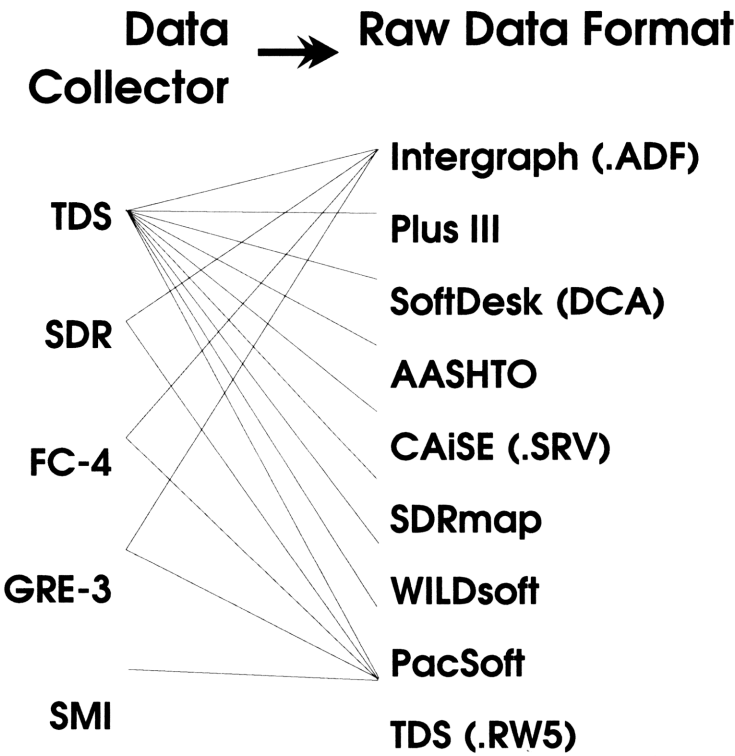 Data
Collector
Raw Data Format
TDS
SDR
FC-4
GRE-3
SMI
Intergraph (.ADF)
Plus III
SoftDesk (DCA)
AASHTO
CAiSE (.SRV)
SDRmap
WILDsoft
PacSoft
TDS (.RW5)